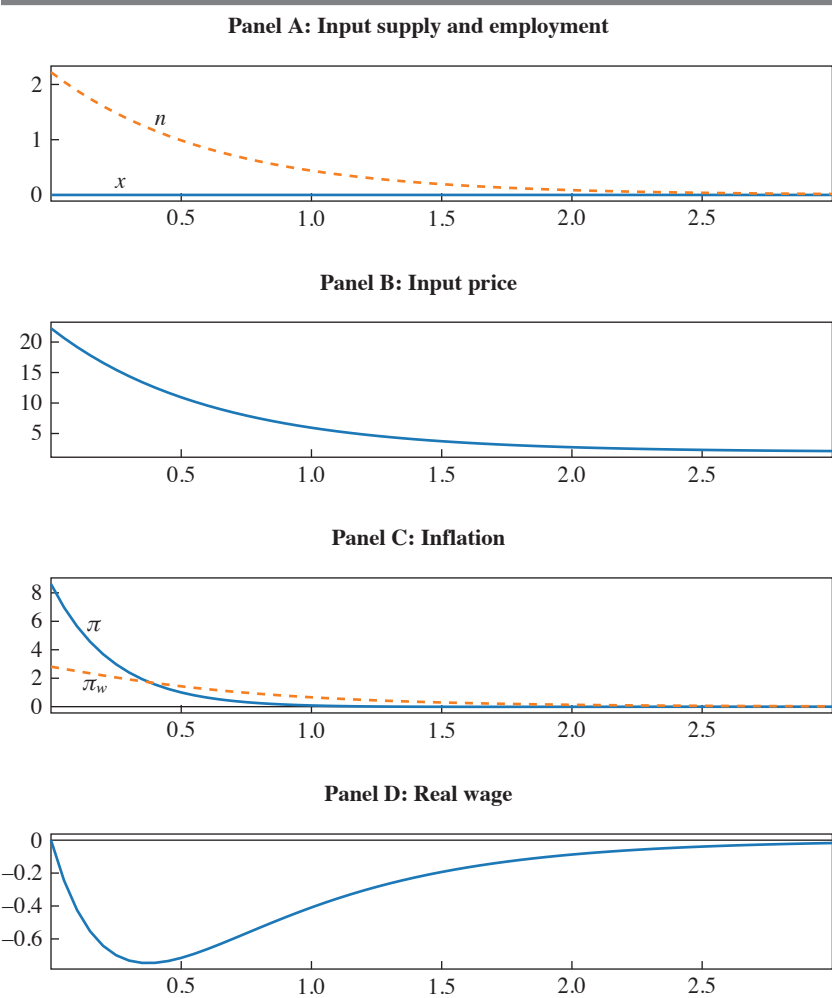 Panel A: Input supply and employment
2
n
1
x
0
0.5 1.0 1.5 2.0 2.5
Panel B: Input price
20
15
10
5
0.5 1.0 1.5 2.0 2.5
Panel C: Inflation
8
6
π
4
2
πw
0
0.5 1.0 1.5 2.0 2.5
Panel D: Real wage
0
−0.2
−0.4
−0.6
0.5 1.0 1.5 2.0 2.5